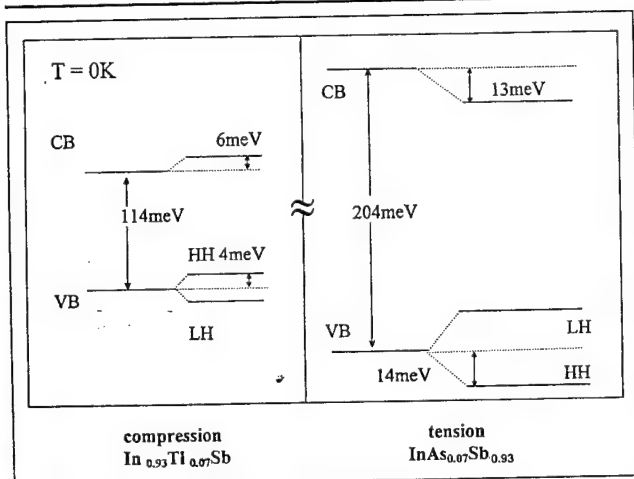 T = 0K
CB
6meV
114meV
HH 4meV
VB
LH
≈
CB
13meV
204meV
VB
LH
14meV
HH
compression
In 0.93Tl 0.07Sb
tension
InAs0.07Sb0.93